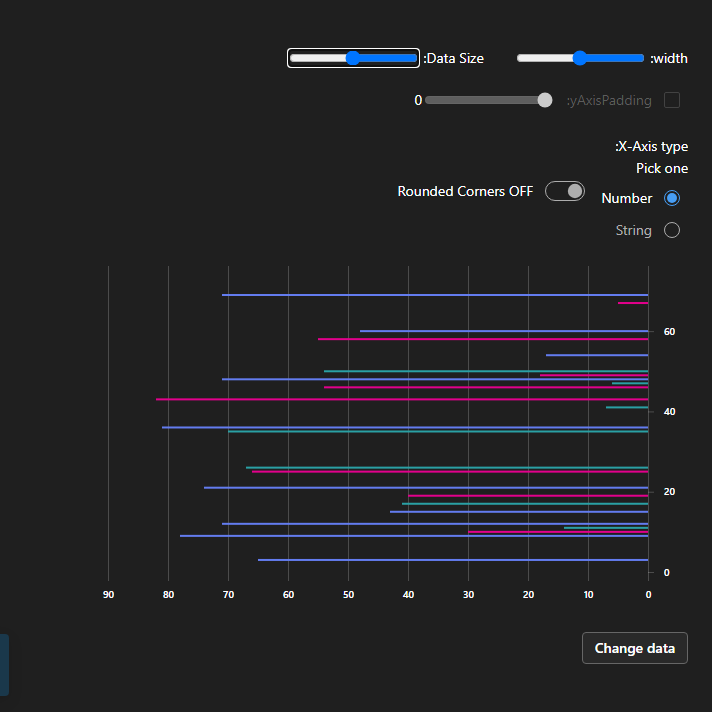 :width
:Data Size
:yAxisPadding
0
:X-Axis type
Pick one
Number
Rounded Corners OFF
String
60
40
20
0
90 80 70 60 50 40 30 20 10 0
Change data